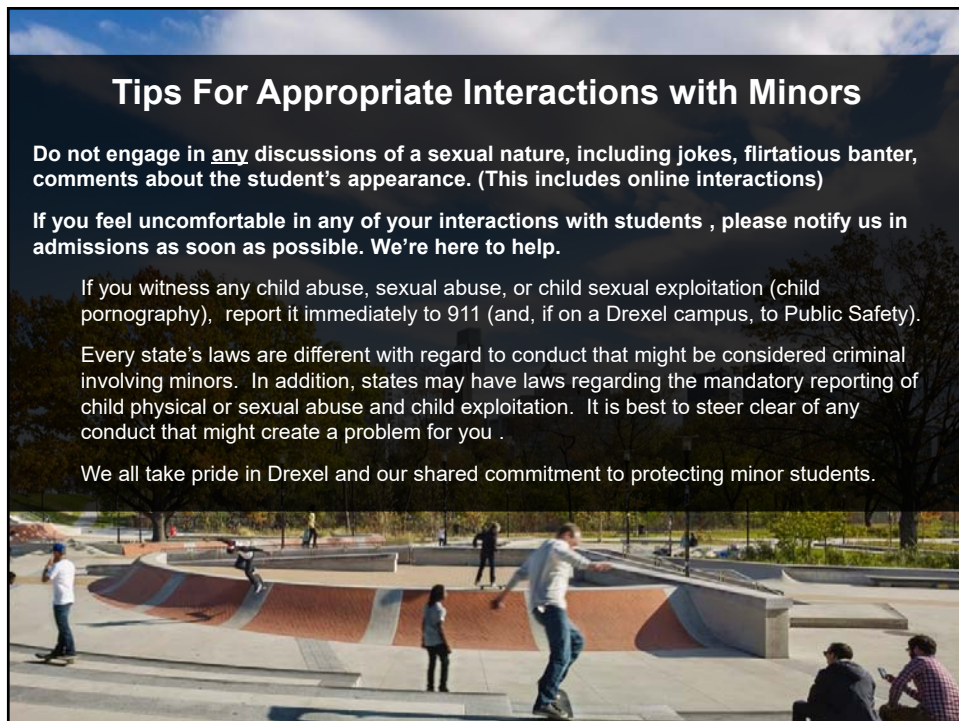 Tips For Appropriate Interactions with Minors
Do not engage in any discussions of a sexual nature, including jokes, flirtatious banter,
comments about the student's appearance. (This includes online interactions)
If you feel uncomfortable in any of your interactions with students , please notify us in
admissions as soon as possible. We're here to help.
If you witness any child abuse, sexual abuse, or child sexual exploitation (child
pornography), report it immediately to 911 (and, if on a Drexel campus, to Public Safety).
Every state's laws are different with regard to conduct that might be considered criminal
involving minors. In addition, states may have laws regarding the mandatory reporting of
child physical or sexual abuse and child exploitation. It is best to steer clear of any
conduct that might create a problem for you .
We all take pride in Drexel and our shared commitment to protecting minor students.